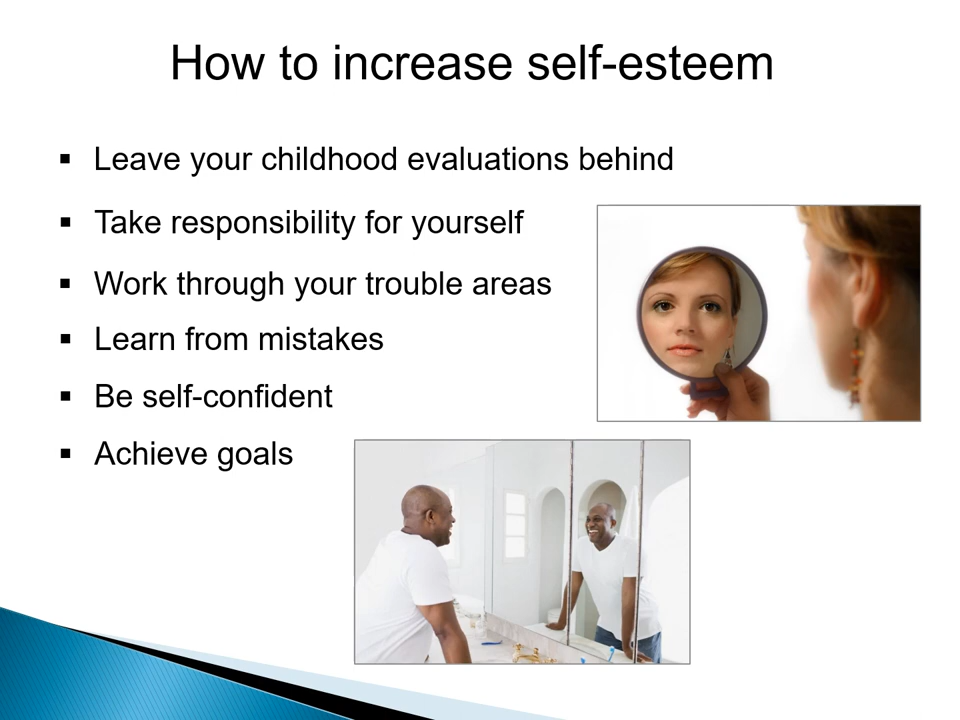 How to increase self-esteem
▪ Leave your childhood evaluations behind
▪ Take responsibility for yourself
▪ Work through your trouble areas
▪ Learn from mistakes
▪ Be self-confident
▪ Achieve goals